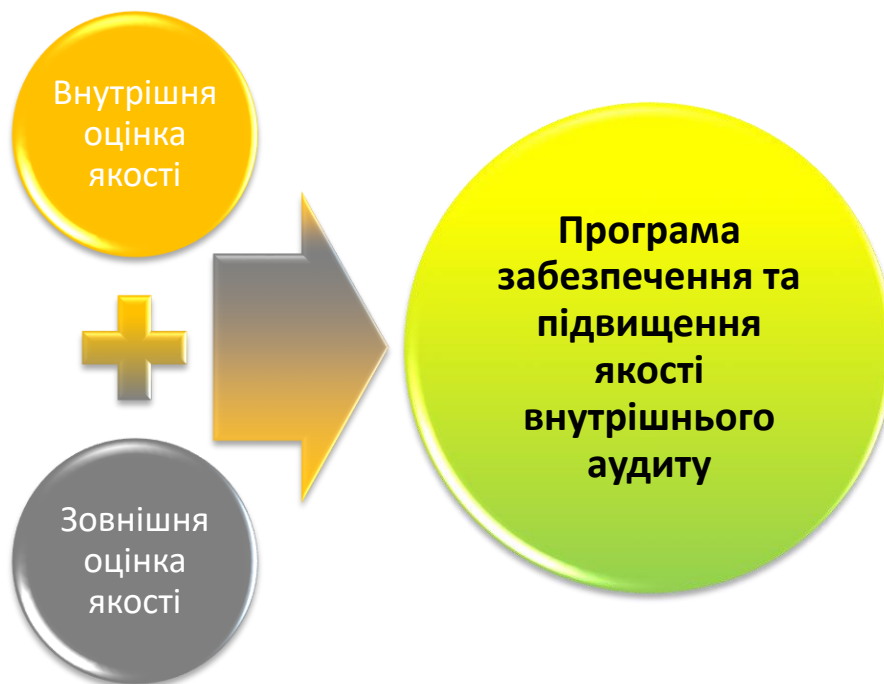 Внутрішня
оцінка
якості
Зовнішня
оцінка
якості
Програма
забезпечення та
підвищення
якості
внутрішнього
аудиту